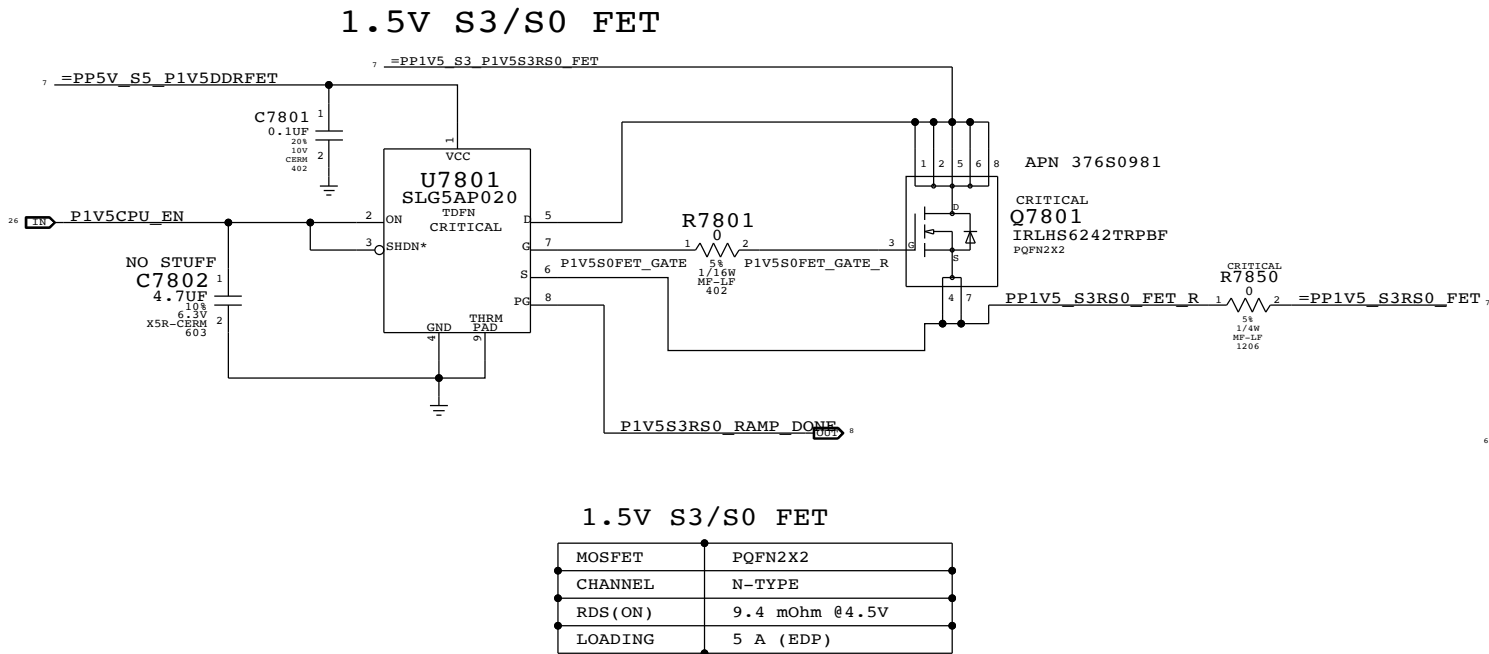 1.5V S3/S0 FET
7 =PP1V5_S3_P1V5S3RS0_FET
7 =PP5V_S5_P1V5DDRFET
C7801
0.1UF
20%
10V
CERM
402
1
2
1
VCC
U7801
SLG5AP020
TDFN
CRITICAL
26 IN P1V5CPU_EN
2 ON
3 SHDN*
D 5
G 7
S 6
PG 8
GND
4
THRM
PAD
9
NO STUFF
C7802
4.7UF
10%
6.3V
X5R-CERM
603
1
2
P1V5S0FET_GATE
R7801
0
1 2
5%
1/16W
MF-LF
402
P1V5S0FET_GATE_R
1 2 5 6 8
APN 376S0981
CRITICAL
Q7801
IRLHS6242TRPBF
PQFN2X2
D
3 G
S
4 7
PP1V5_S3RS0_FET_R
CRITICAL
R7850
0
1 2
5%
1/4W
MF-LF
1206
=PP1V5_S3RS0_FET 7
P1V5S3RS0_RAMP_DONE OUT 8
6
1.5V S3/S0 FET
MOSFET PQFN2X2
CHANNEL N-TYPE
RDS(ON) 9.4 mOhm @4.5V
LOADING 5 A (EDP)